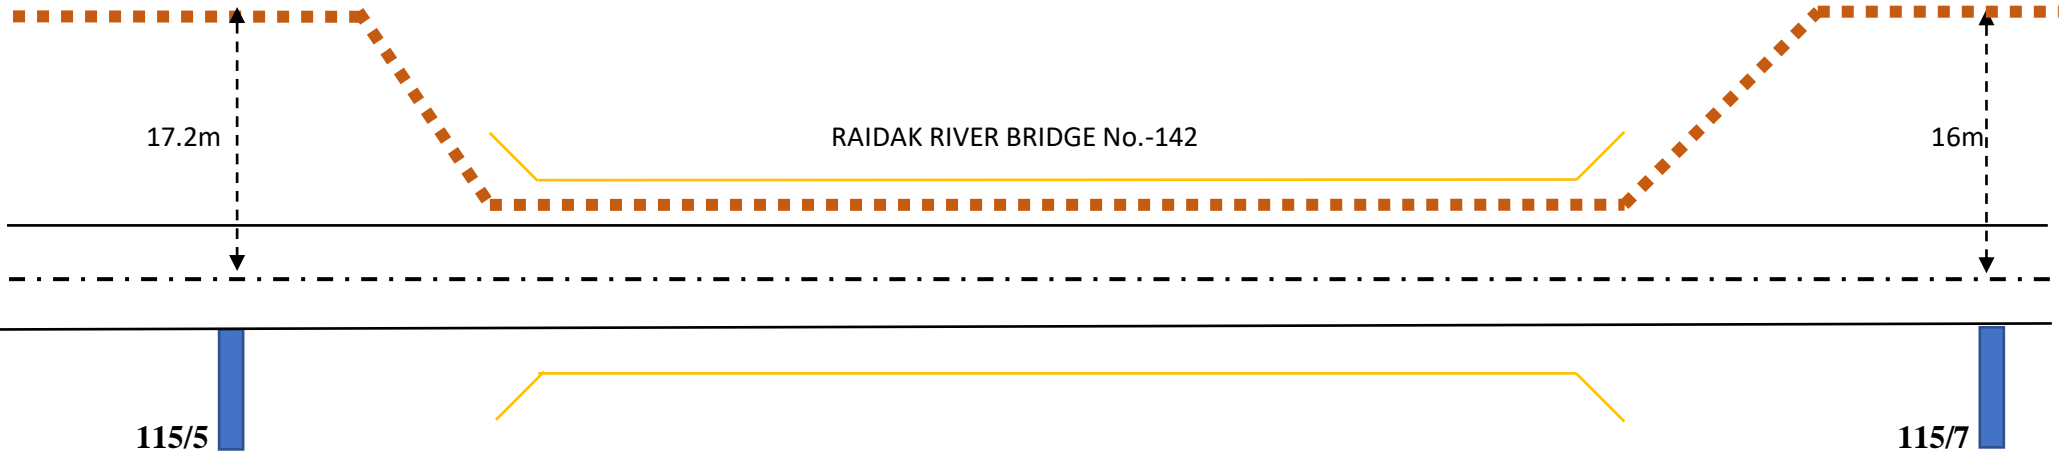 17.2m
RAIDAK RIVER BRIDGE No.-142
16m
115/5
115/7